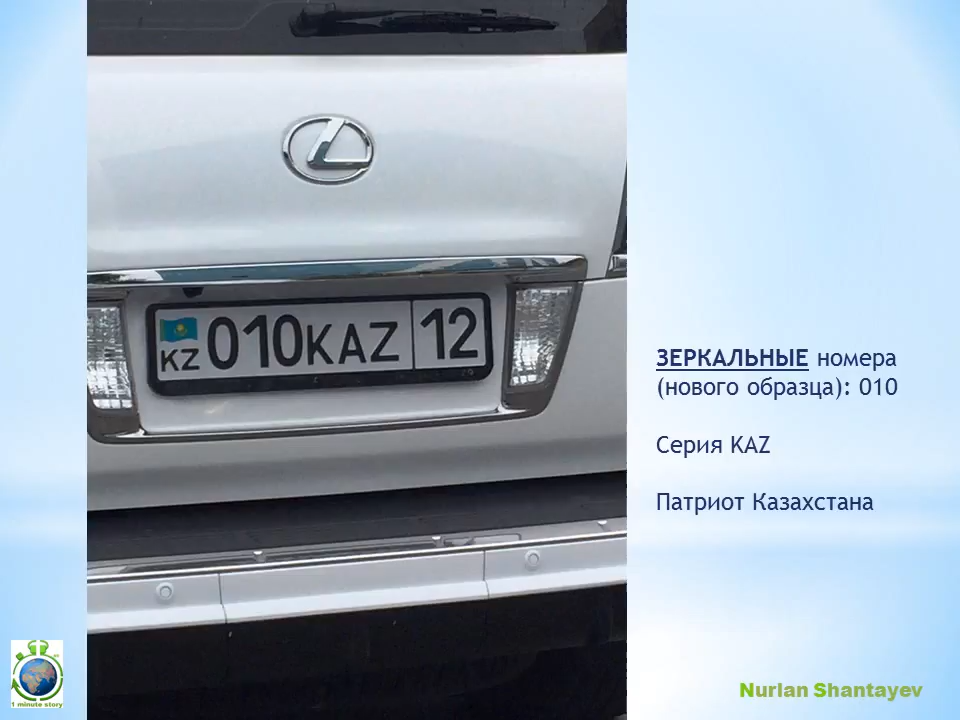 KZ 010KAZ 12
ЗЕРКАЛЬНЫЕ номера
(нового образца): 010
Серия KAZ
Патриот Казахстана
1 minute story
Nurlan Shantayev